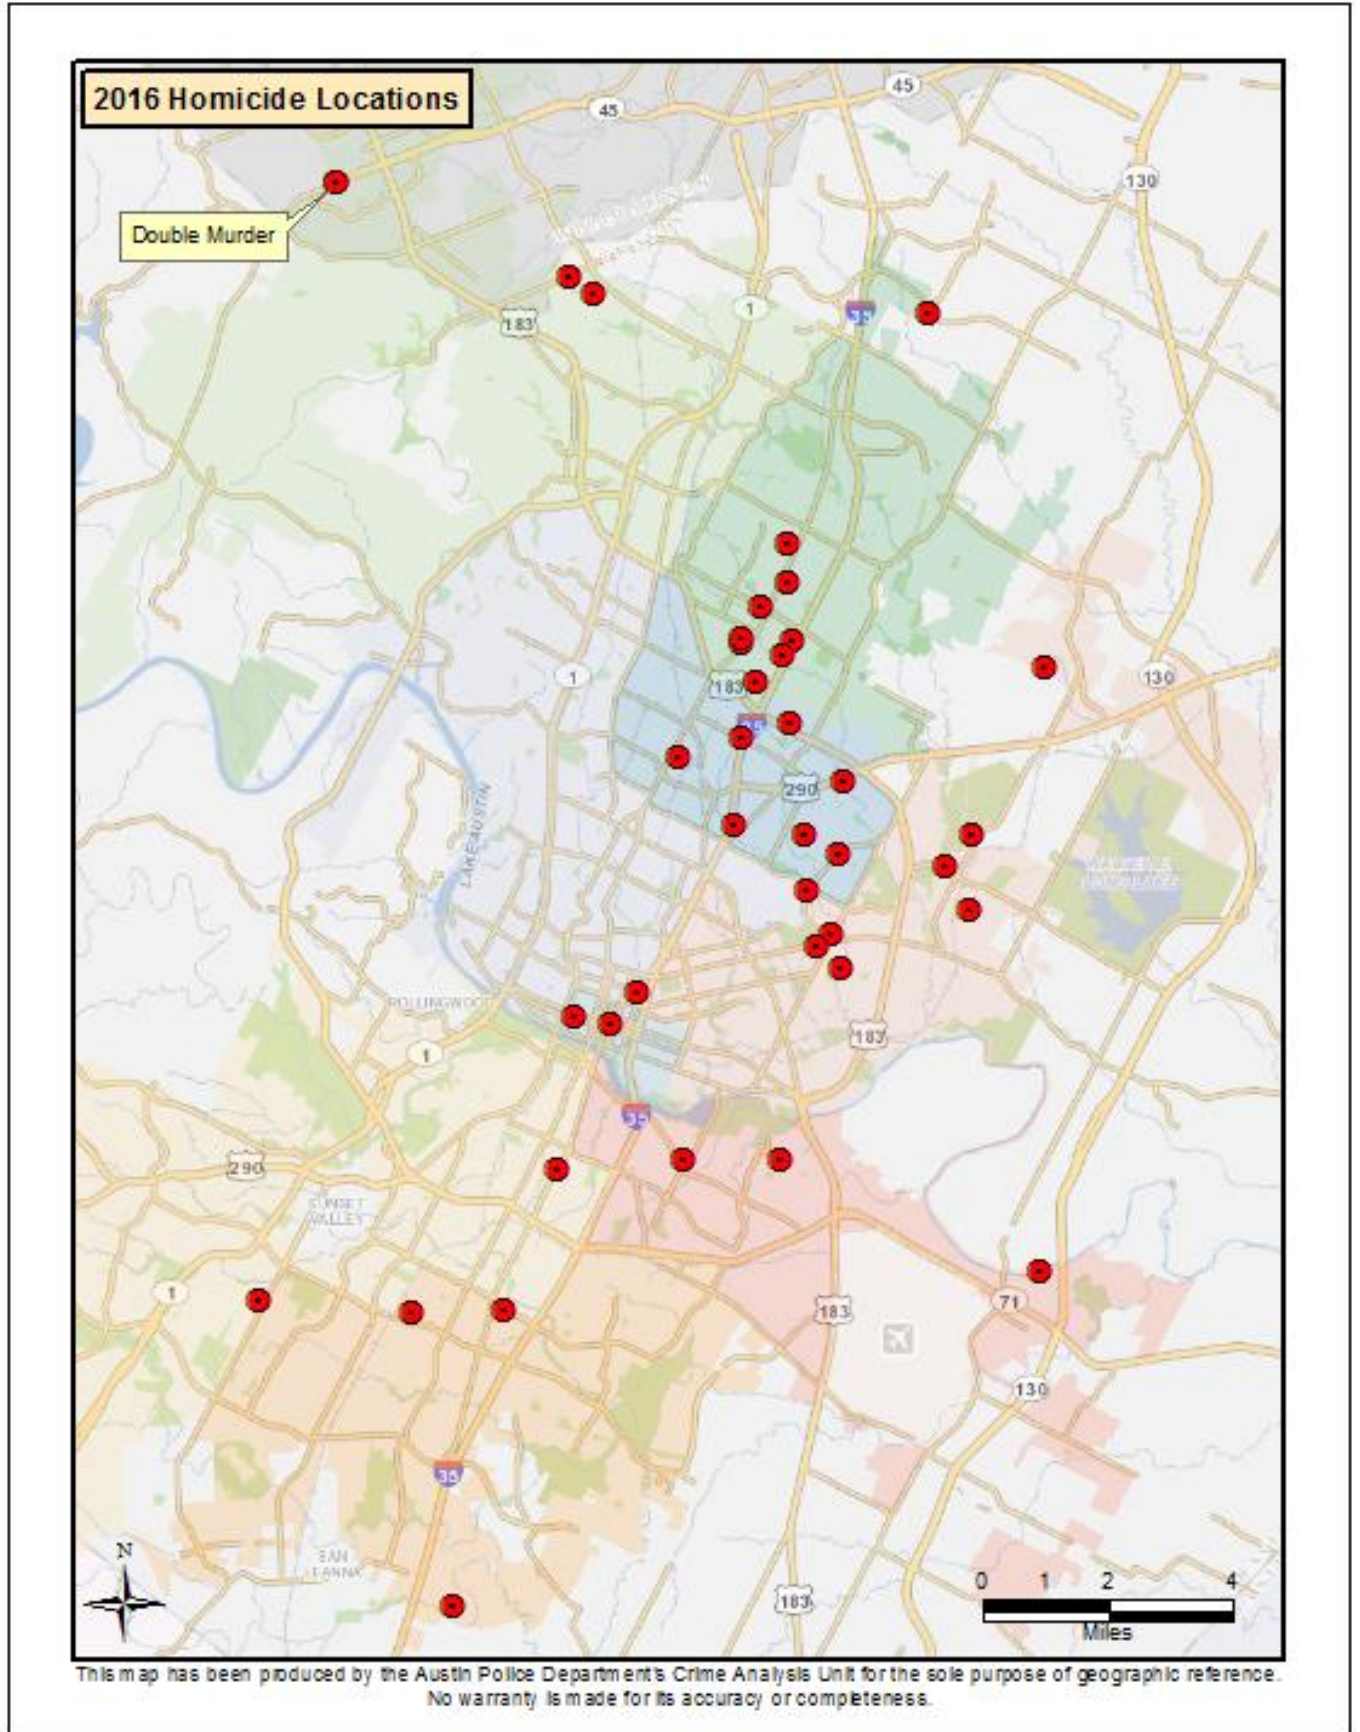 2016 Homicide Locations
45
45
130
Double Murder
183
1
35
1
183
130
35
290
LAKE AUSTIN
ROLLINGWOOD
1
183
35
290
SUNSET
VALLEY
1
71
183
130
35
SAN
LEANNA
N
183
0 1 2 4
Miles
This map has been produced by the Austin Police Department's Crime Analysis Unit for the sole purpose of geographic reference.
No warranty is made for its accuracy or completeness.